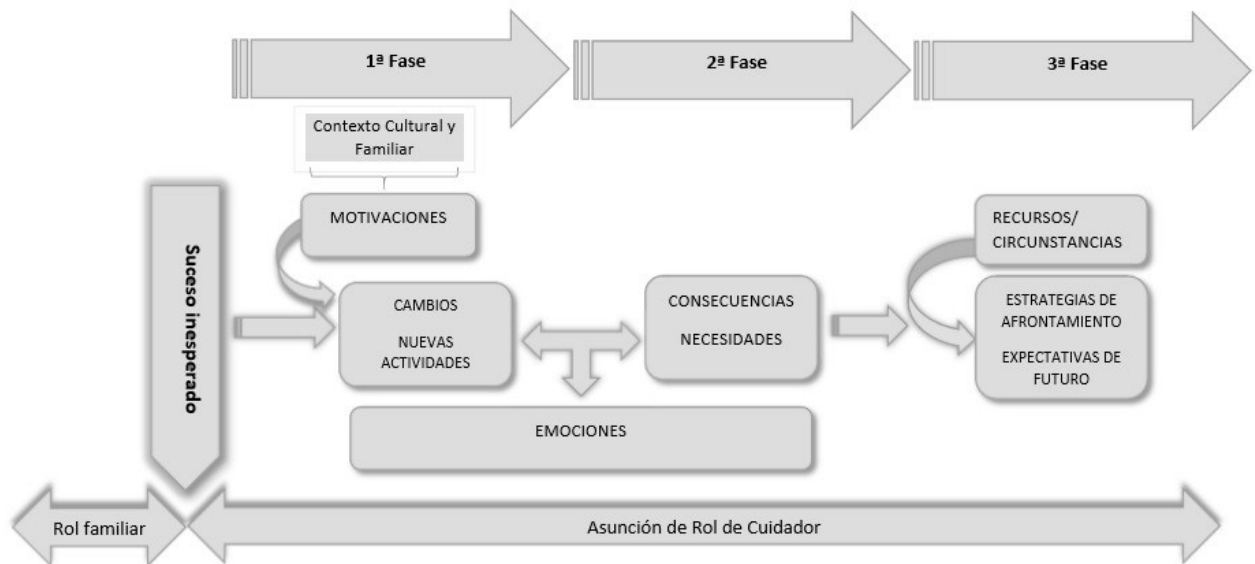 1ª Fase
2ª Fase
3ª Fase
Contexto Cultural y
Familiar
MOTIVACIONES
RECURSOS/
CIRCUNSTANCIAS
Suceso inesperado
CAMBIOS
NUEVAS
ACTIVIDADES
CONSECUENCIAS
NECESIDADES
ESTRATEGIAS DE
AFRONTAMIENTO
EXPECTATIVAS DE
FUTURO
EMOCIONES
Rol familiar
Asunción de Rol de Cuidador